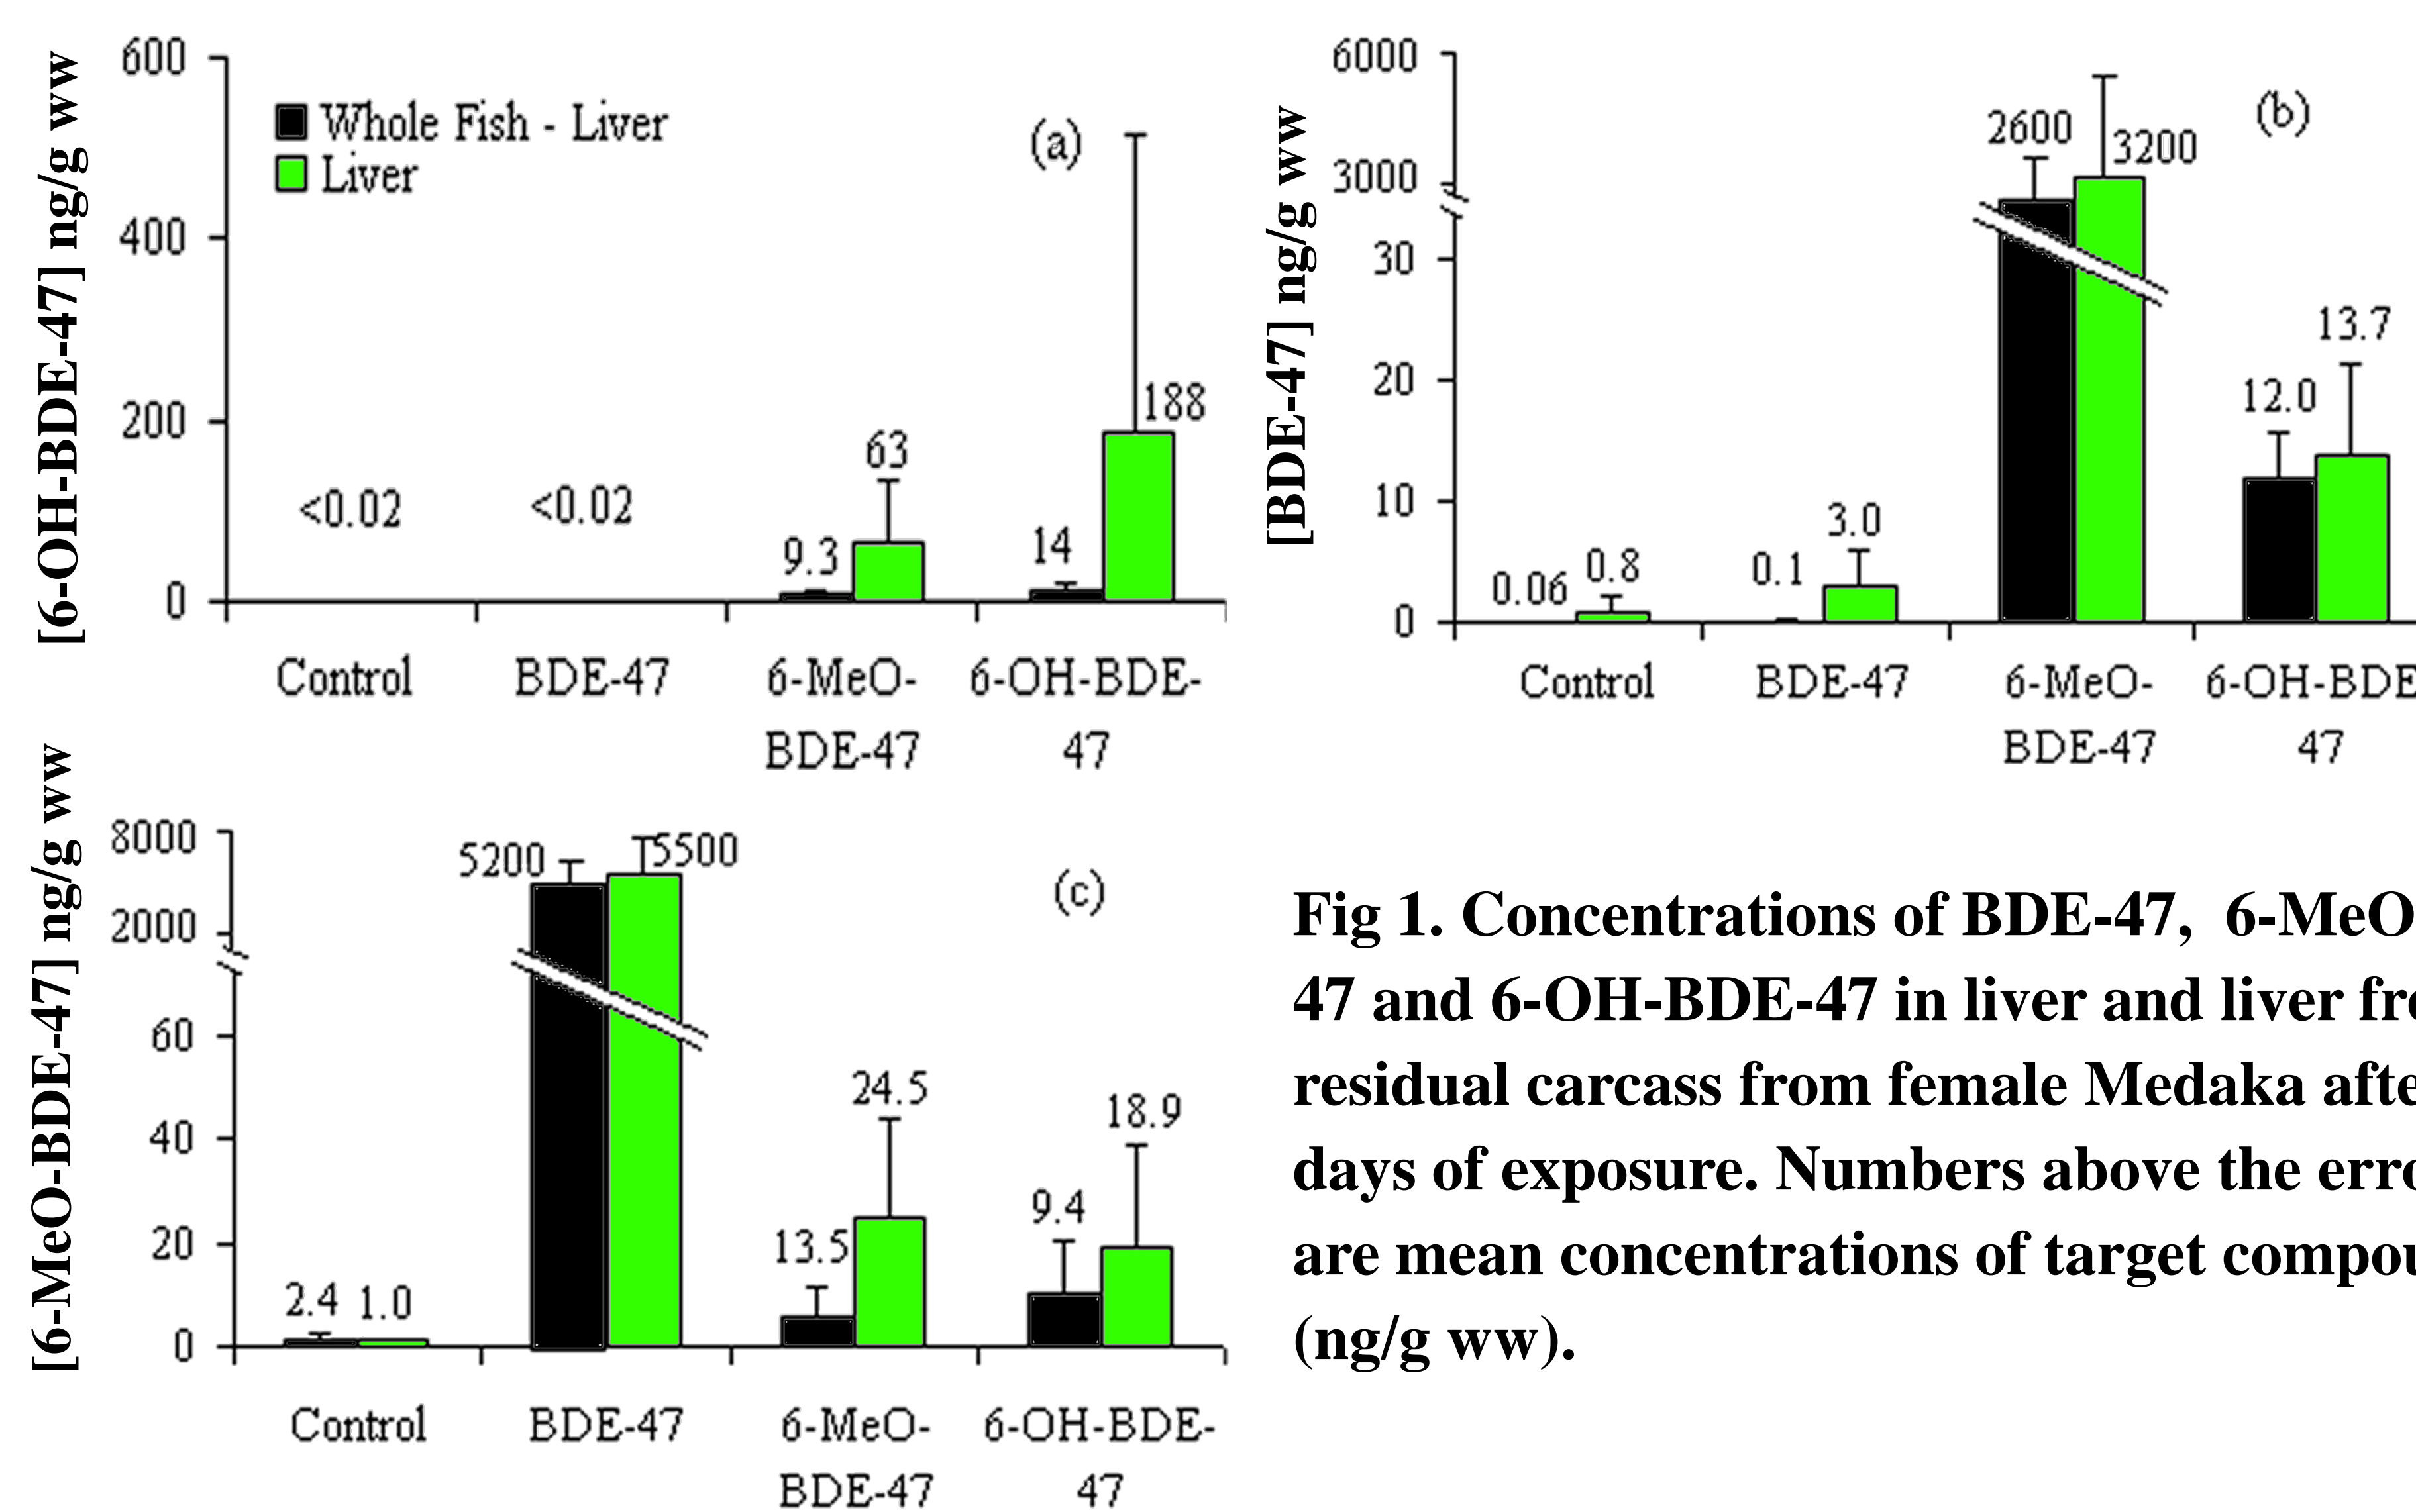 [6-OH-BDE-47] ng/g ww
600
400
200
0
Whole Fish - Liver
Liver
(a)
<0.02
<0.02
9.3
63
14
188
Control
BDE-47
6-MeO-
BDE-47
6-OH-BDE-
47
[BDE-47] ng/g ww
6000
3000
30
20
10
0
(b)
0.06
0.8
0.1
3.0
2600
3200
12.0
13.7
Control
BDE-47
6-MeO-
BDE-47
6-OH-BDE
47
[6-MeO-BDE-47] ng/g ww
8000
2000
60
40
20
0
(c)
2.4
1.0
5200
5500
13.5
24.5
9.4
18.9
Control
BDE-47
6-MeO-
BDE-47
6-OH-BDE-
47
Fig 1. Concentrations of BDE-47, 6-MeO
47 and 6-OH-BDE-47 in liver and liver
residual carcass from female Medaka
days of exposure. Numbers above the
are mean concentrations of target
(ng/g ww).